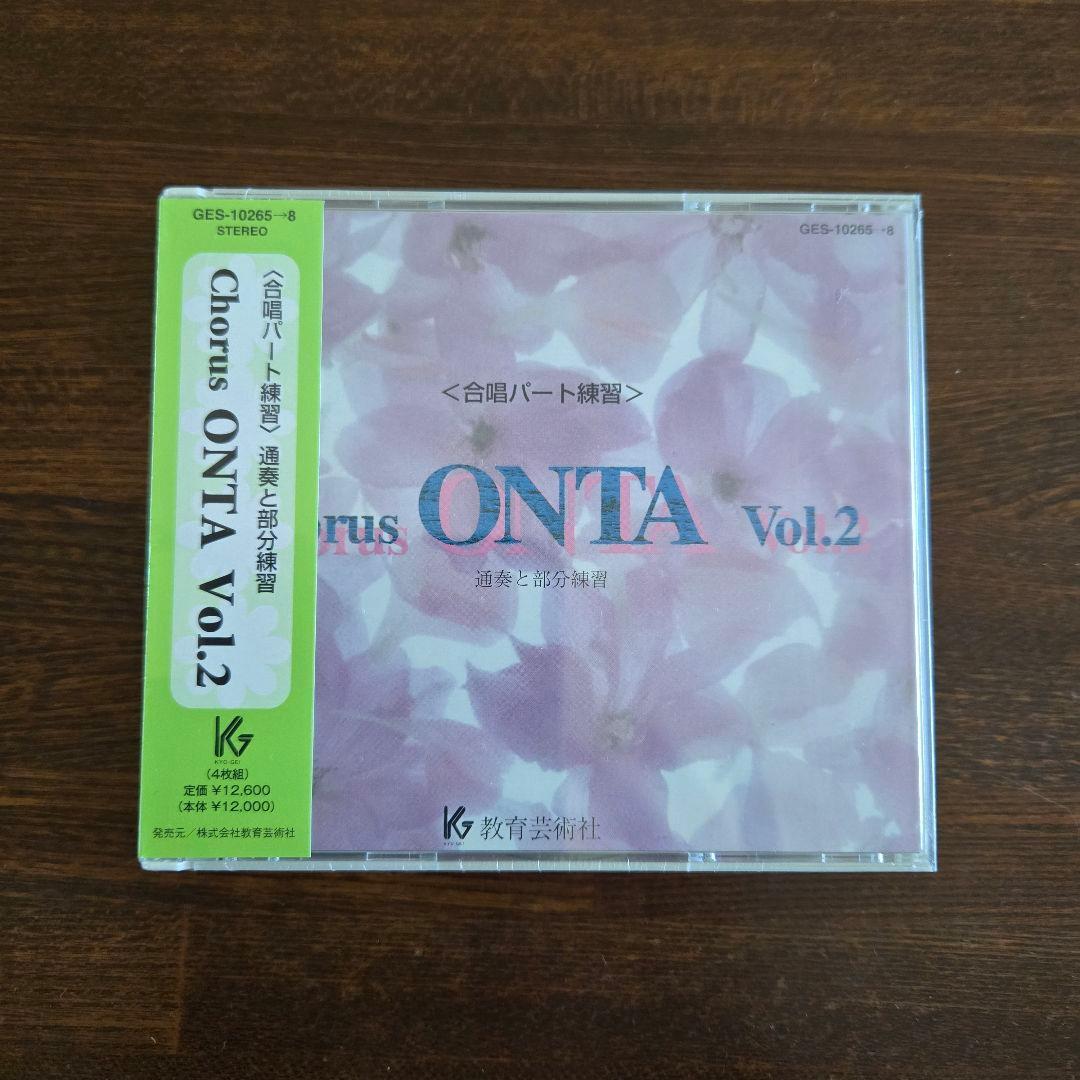 GES-10265→8
STEREO
〈合唱パート練習〉通奏と部分練習
Chorus ONTA Vol.2
KYO-GEI
(4枚組)
定価 ¥12,600
(本体 ¥12,000)
発売元／株式会社教育芸術社
GES-10265→8
＜合唱パート練習＞
orus ONTA Vol.2
通奏と部分練習
KYO-GEI
教育芸術社